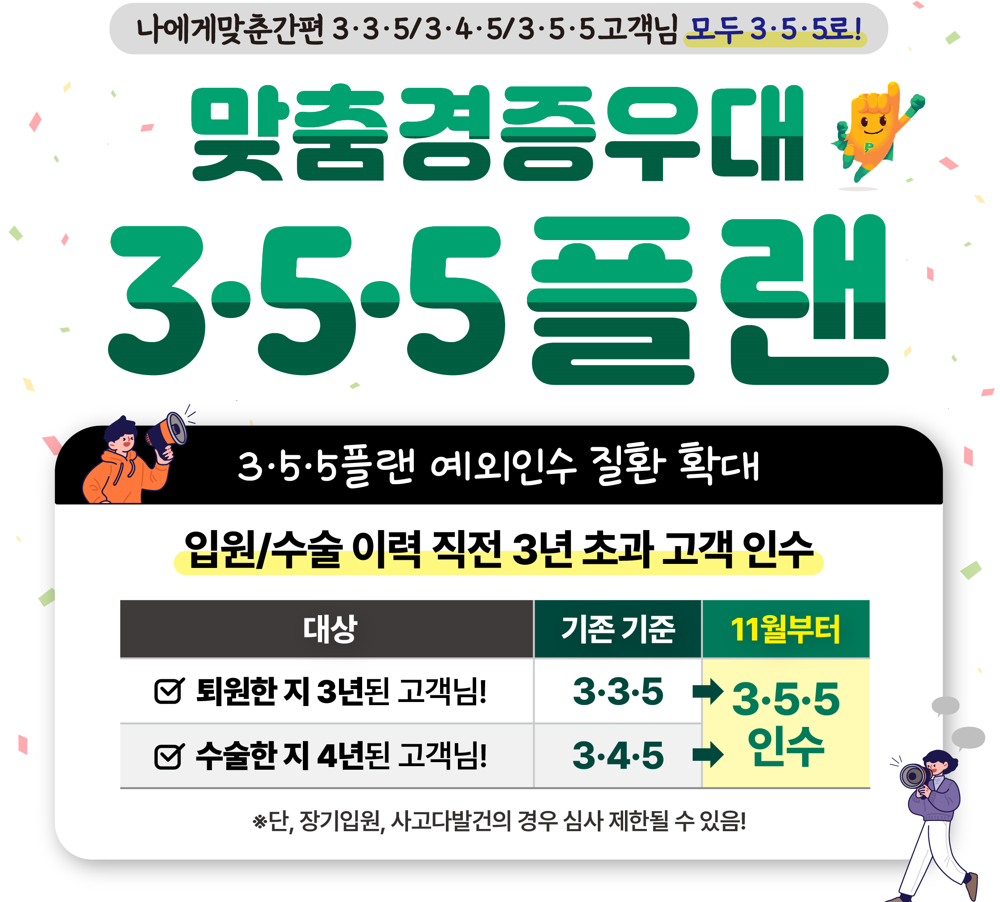 나에게맞춘간편 3·3·5/3·4·5/3·5·5고객님 모두 3·5·5로!
맞춤경증우대
P
3·5·5플랜
3·5·5플랜 예외인수 질환 확대
입원/수술 이력 직전 3년 초과 고객 인수
대상 기존 기준 11월부터
퇴원한 지 3년된 고객님! 3·3·5 3·5·5
인수
수술한 지 4년된 고객님! 3·4·5
※단, 장기입원, 사고다발건의 경우 심사 제한될 수 있음!